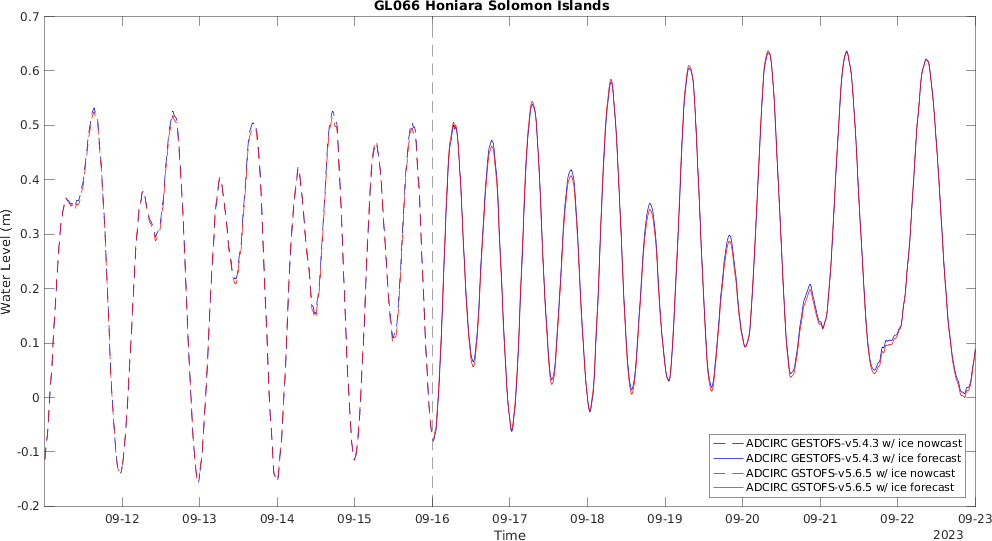 GL066 Honiara Solomon Islands
Water Level (m)
0.7
0.6
0.5
0.4
0.3
0.2
0.1
0
-0.1
-0.2
ADCIRC GESTOFS-v5.4.3 w/ ice nowcast
ADCIRC GESTOFS-v5.4.3 w/ ice forecast
ADCIRC GSTOFS-v5.6.5 w/ ice nowcast
ADCIRC GSTOFS-v5.6.5 w/ ice forecast
09-12 09-13 09-14 09-15 09-16 09-17 09-18 09-19 09-20 09-21 09-22 09-23
Time
2023